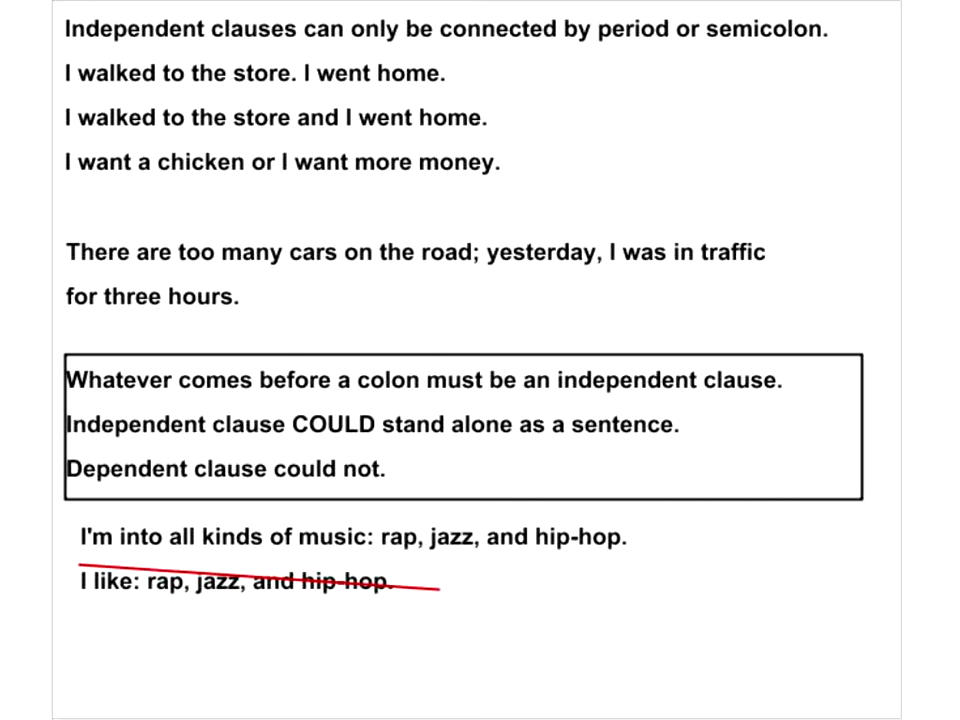 Independent clauses can only be connected by period or semicolon.
I walked to the store. I went home.
I walked to the store and I went home.
I want a chicken or I want more money.
There are too many cars on the road; yesterday, I was in traffic
for three hours.
Whatever comes before a colon must be an independent clause.
Independent clause COULD stand alone as a sentence.
Dependent clause could not.
I'm into all kinds of music: rap, jazz, and hip-hop.
I like: rap, jazz, and hip-hop.